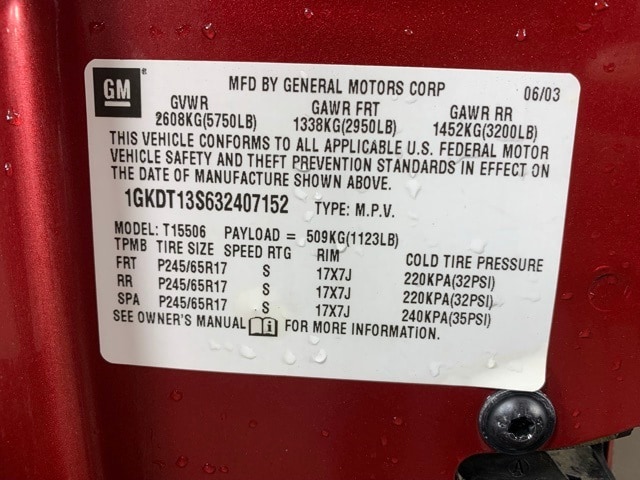 GM ®
MFD BY GENERAL MOTORS CORP 06/03
GVWR GAWR FRT GAWR RR
2608KG(5750LB) 1338KG(2950LB) 1452KG(3200LB)
THIS VEHICLE CONFORMS TO ALL APPLICABLE U.S. FEDERAL MOTOR
VEHICLE SAFETY AND THEFT PREVENTION STANDARDS IN EFFECT ON
THE DATE OF MANUFACTURE SHOWN ABOVE.
1GKDT13S632407152 TYPE: M.P.V.
MODEL: T15506 PAYLOAD = 509KG(1123LB)
TPMB TIRE SIZE SPEED RTG RIM COLD TIRE PRESSURE
FRT P245/65R17 S 17X7J 220KPA(32PSI)
RR P245/65R17 S 17X7J 220KPA(32PSI)
SPA P245/65R17 S 17X7J 240KPA(35PSI)
SEE OWNER'S MANUAL i FOR MORE INFORMATION.